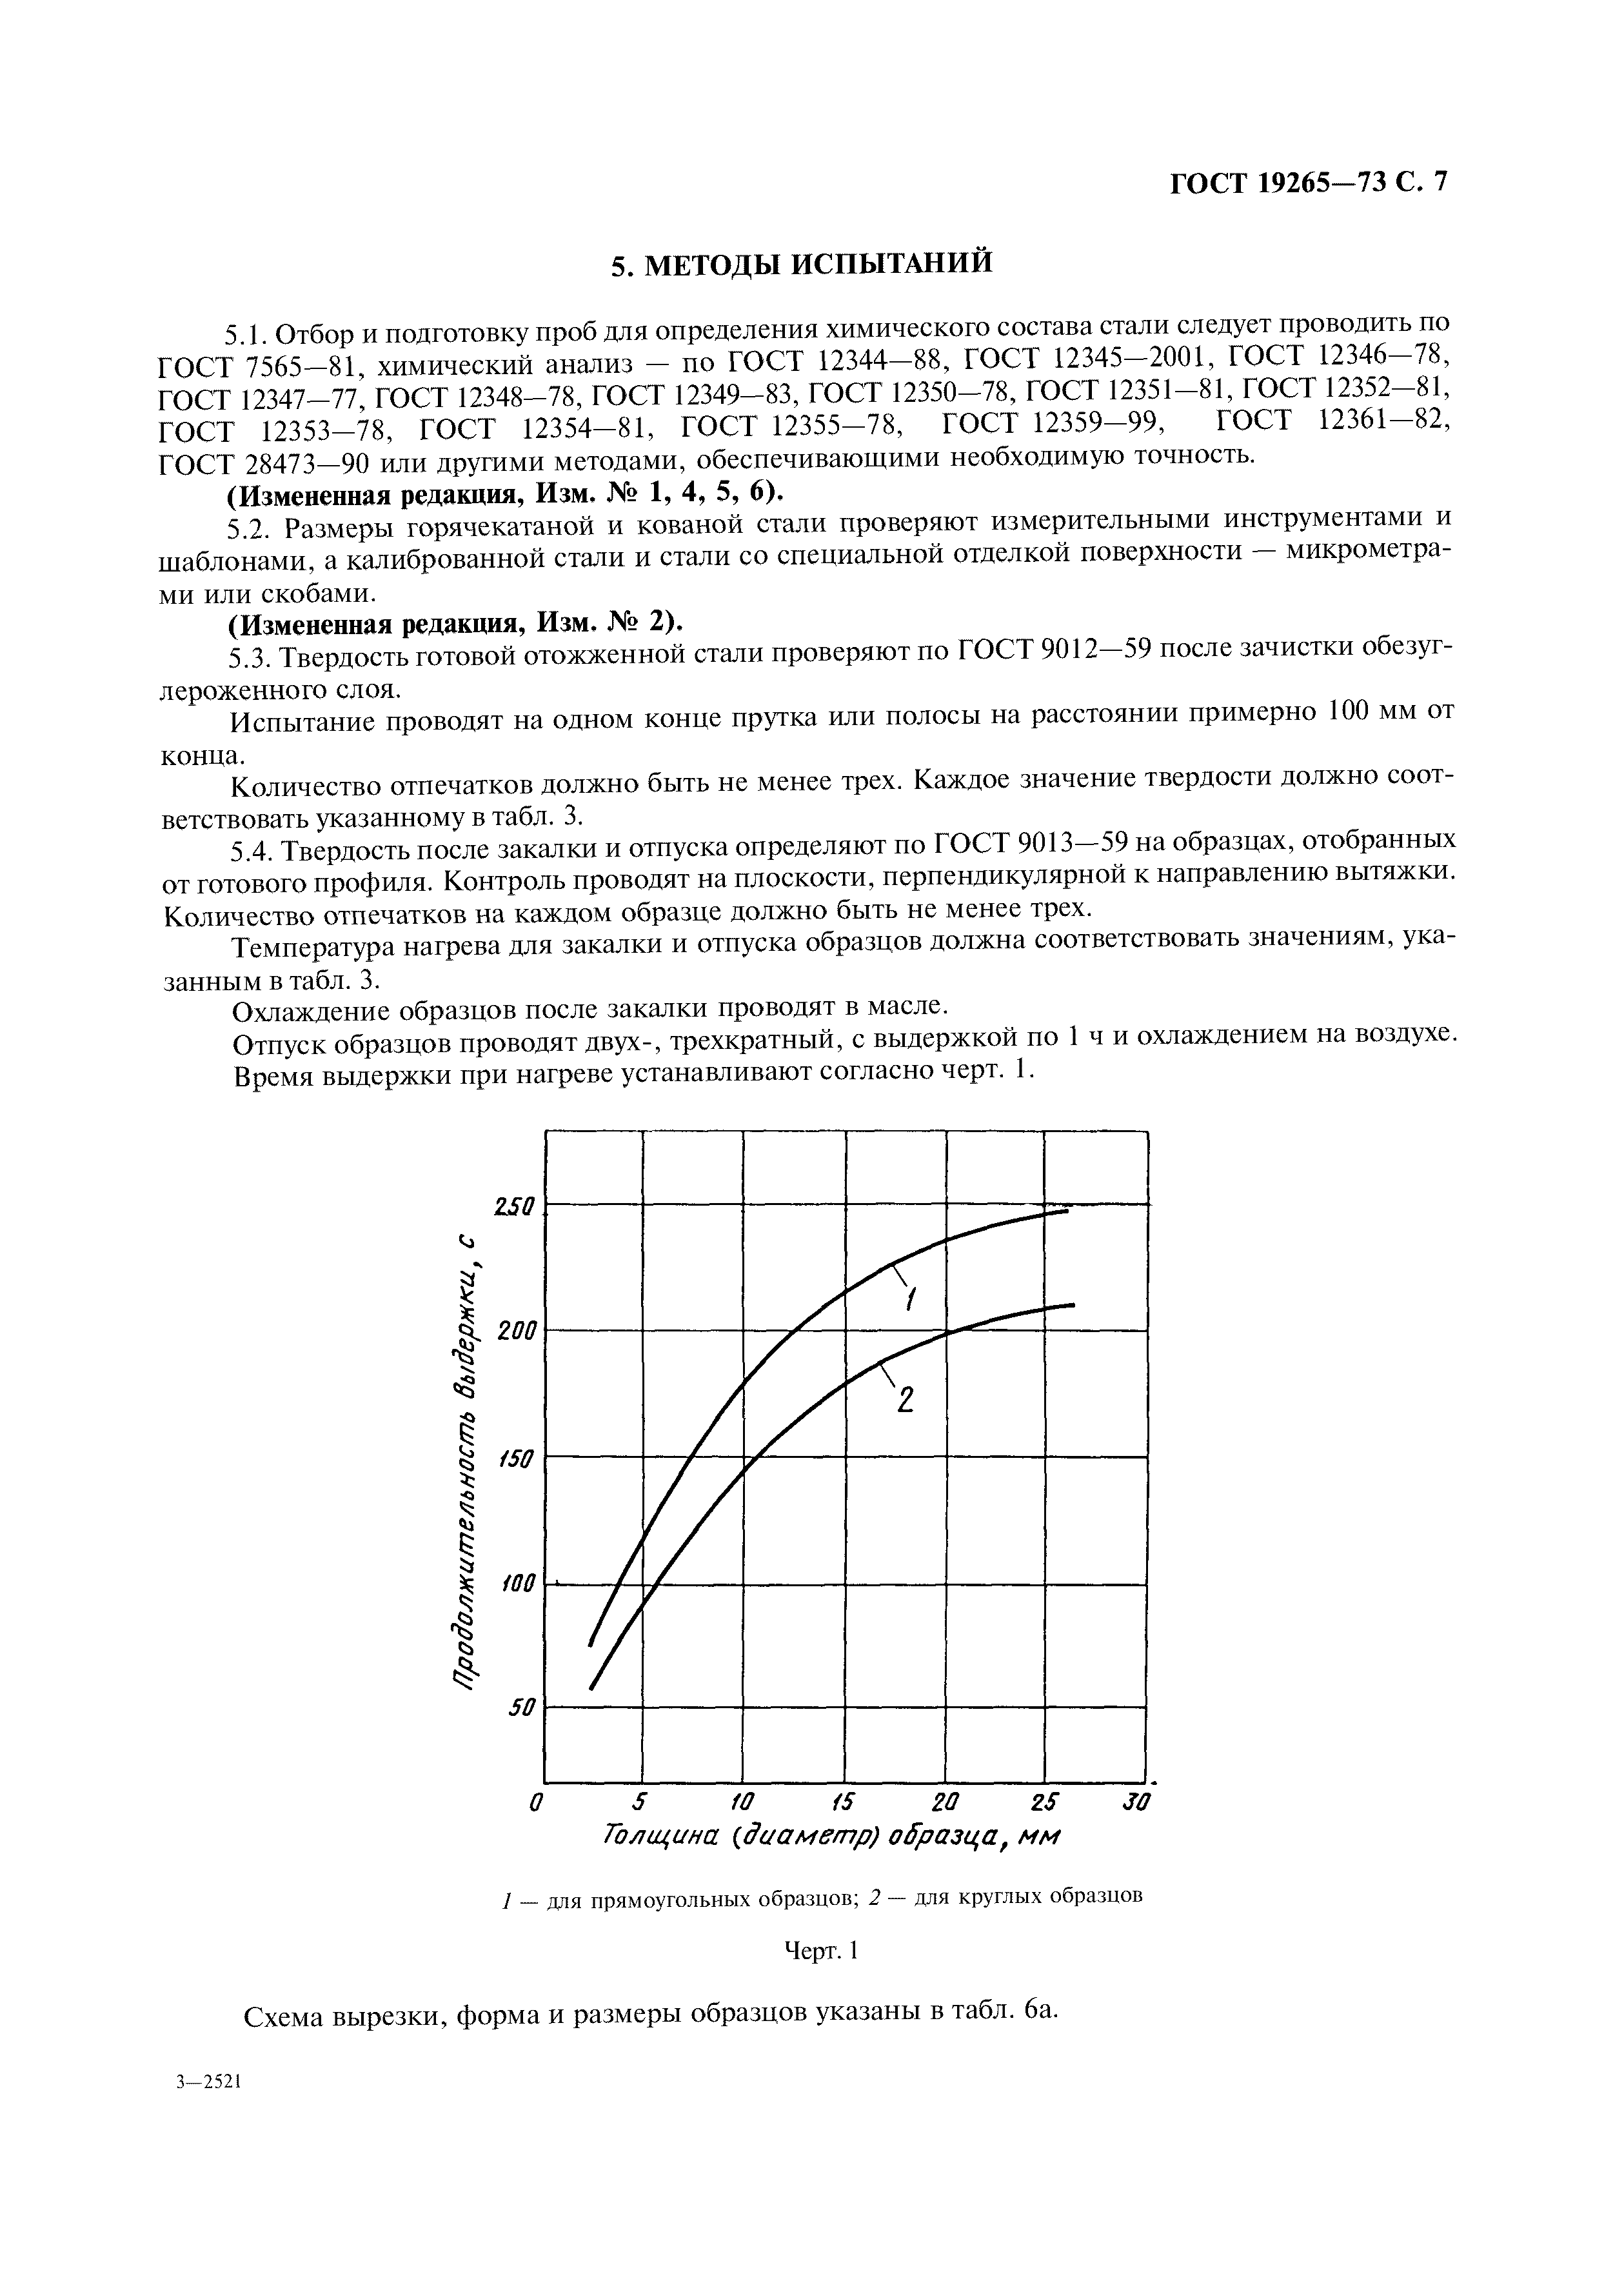 ГОСТ 19265—73 С. 7
5. МЕТОДЫ ИСПЫТАНИЙ
5.1. Отбор и подготовку проб для определения химического состава стали следует проводить по
ГОСТ 7565—81, химический анализ — по ГОСТ 12344—88, ГОСТ 12345—2001, ГОСТ 12346—78,
ГОСТ 12347—77, ГОСТ 12348—78, ГОСТ 12349—83, ГОСТ 12350—78, ГОСТ 12351—81, ГОСТ 12352—81,
ГОСТ 12353—78, ГОСТ 12354—81, ГОСТ 12355—78, ГОСТ 12359—99, ГОСТ 12361—82,
ГОСТ 28473—90 или другими методами, обеспечивающими необходимую точность.
(Измененная редакция, Изм. № 1, 4, 5, 6).
5.2. Размеры горячекатаной и кованой стали проверяют измерительными инструментами и
шаблонами, а калиброванной стали и стали со специальной отделкой поверхности — микрометра-
ми или скобами.
(Измененная редакция, Изм. № 2).
5.3. Твердость готовой отожженной стали проверяют по ГОСТ 9012—59 после зачистки обезуг-
лероженного слоя.
Испытание проводят на одном конце прутка или полосы на расстоянии примерно 100 мм от
конца.
Количество отпечатков должно быть не менее трех. Каждое значение твердости должно соот-
ветствовать указанному в табл. 3.
5.4. Твердость после закалки и отпуска определяют по ГОСТ 9013—59 на образцах, отобранных
от готового профиля. Контроль проводят на плоскости, перпендикулярной к направлению вытяжки.
Количество отпечатков на каждом образце должно быть не менее трех.
Температура нагрева для закалки и отпуска образцов должна соответствовать значениям, ука-
занным в табл. 3.
Охлаждение образцов после закалки проводят в масле.
Отпуск образцов проводят двух-, трехкратный, с выдержкой по 1 ч и охлаждением на воздухе.
Время выдержки при нагреве устанавливают согласно черт. 1.
Продолжительность выдержки, с
250
200
150
100
50
1
2
0 5 10 15 20 25 30
Толщина (диаметр) образца, мм
1 — для прямоугольных образцов; 2 — для круглых образцов
Черт. 1
Схема вырезки, форма и размеры образцов указаны в табл. 6а.
3—2521